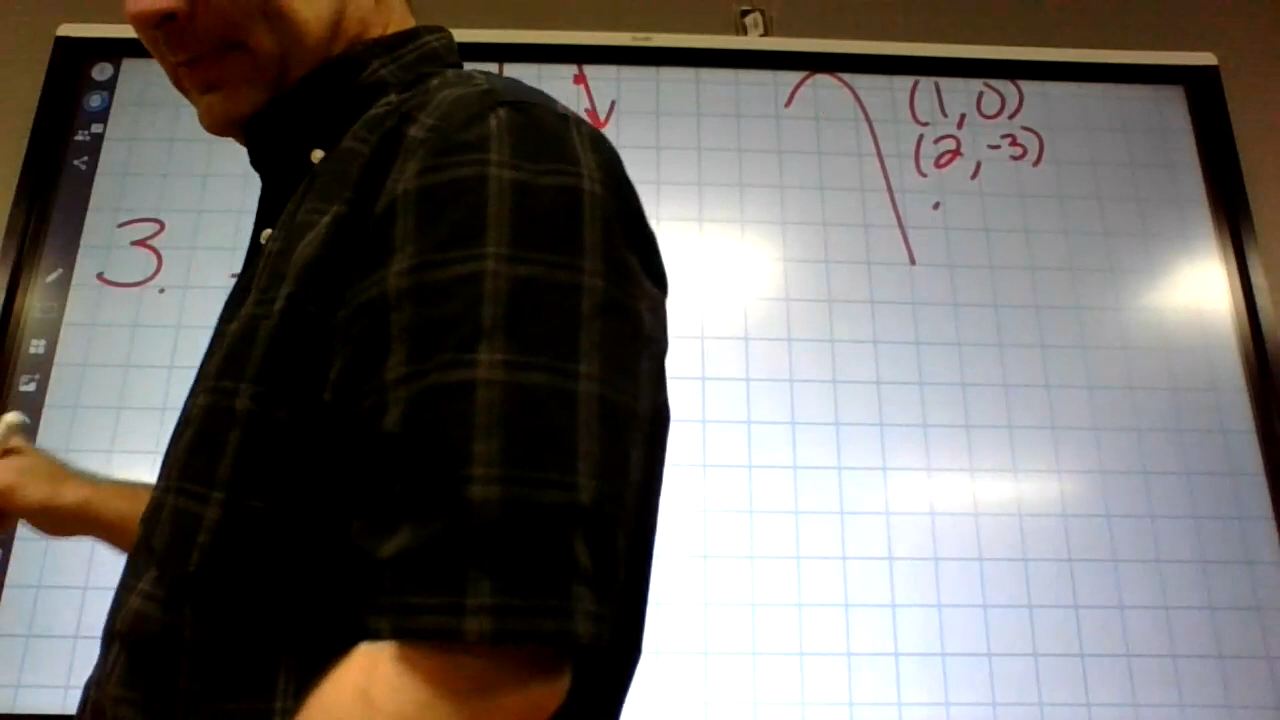 (1,0)
(2,-3)
3.